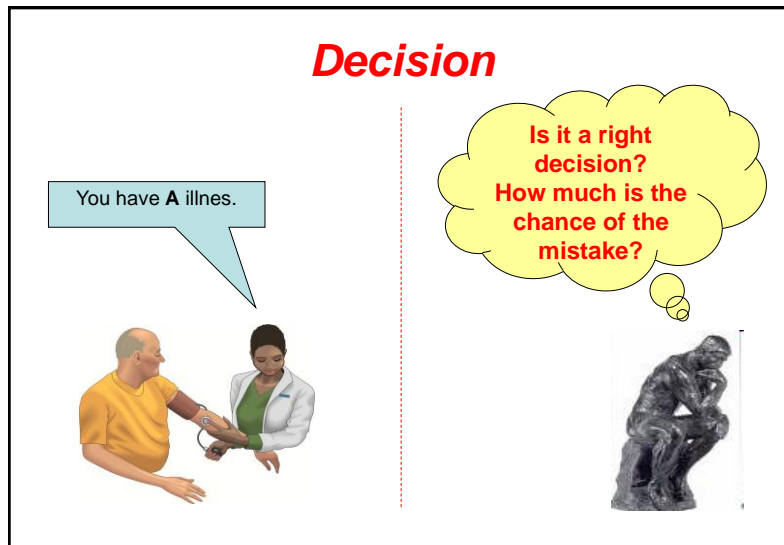 Decision
You have A illnes.
Is it a right
decision?
How much is the
chance of the
mistake?